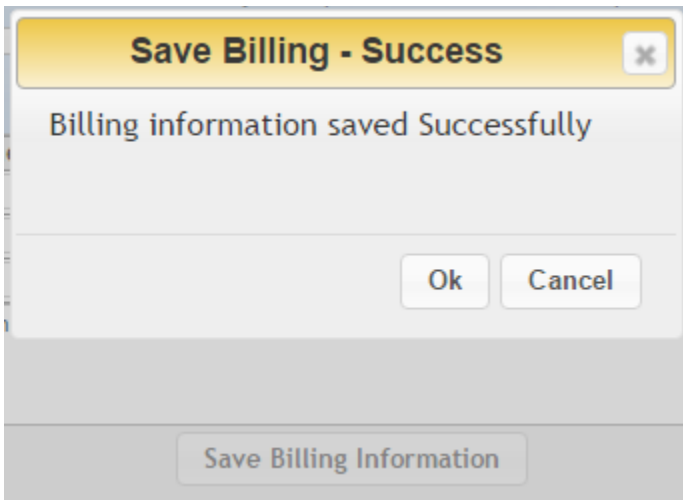 Save Billing - Success
Billing information saved Successfully
Ok Cancel
Save Billing Information